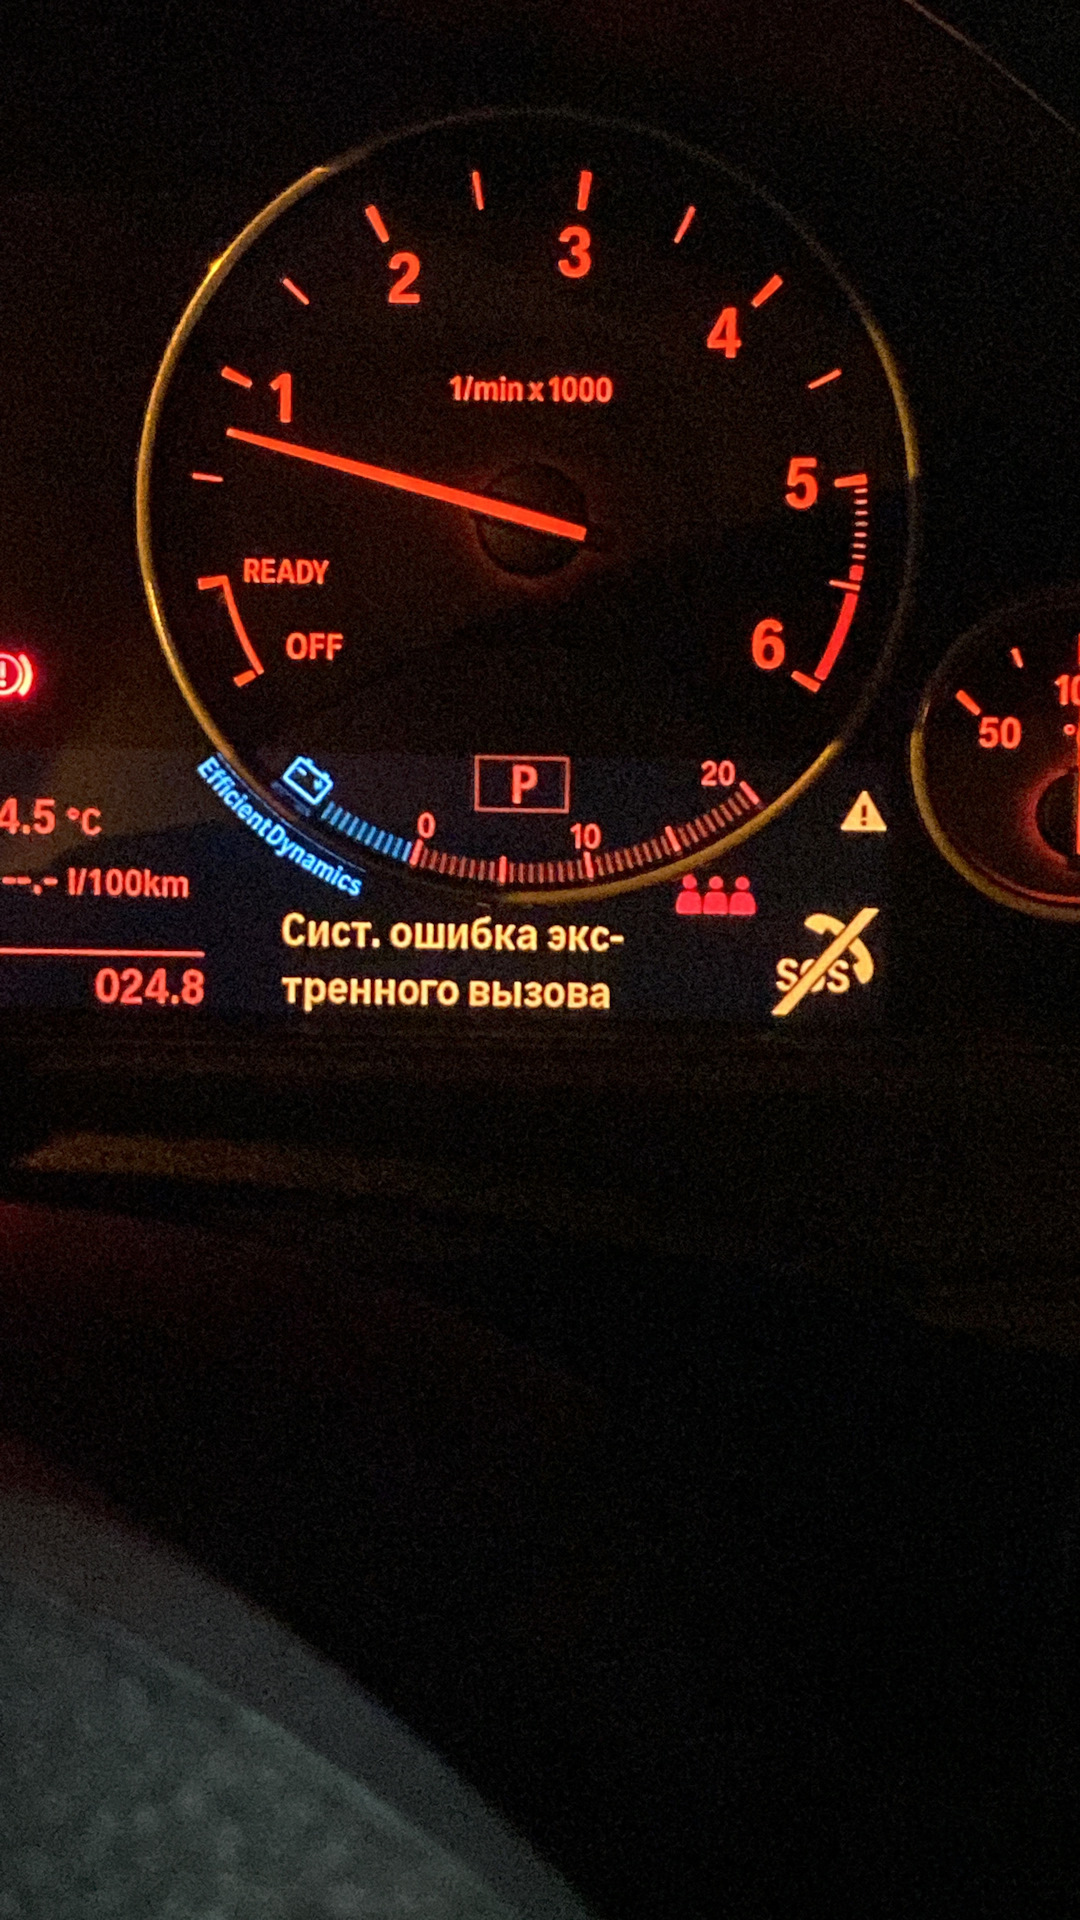 3
2
4
1/min x 1000
1
5
READY
OFF
6
50
P
20
EfficientDynamics
0
10
4.5 °C
--.- l/100km
Сист. ошибка экс-
тренного вызова
SOS
024.8